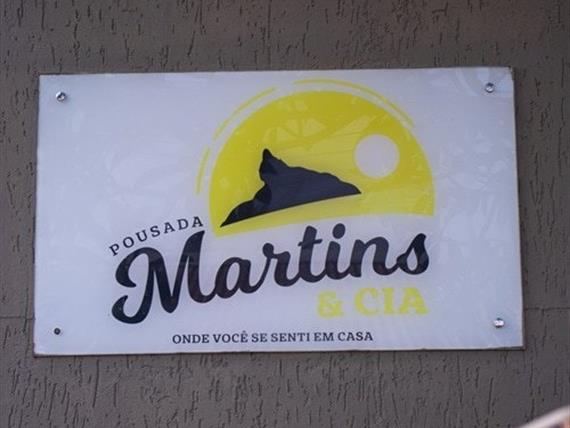 POUSADA
Martins
& CIA
ONDE VOCÊ SE SENTI EM CASA